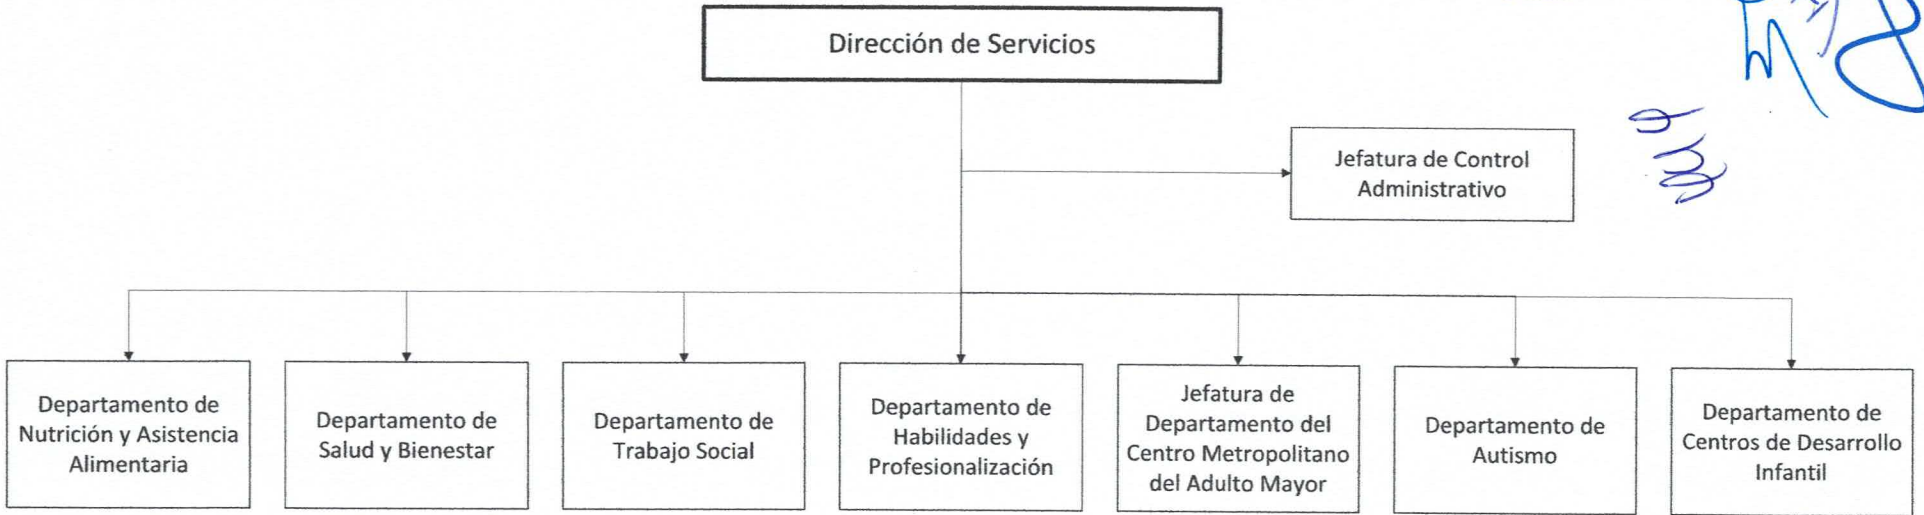 Dirección de Servicios
Jefatura de Control
Administrativo
Departamento de
Nutrición y Asistencia
Alimentaria
Departamento de
Salud y Bienestar
Departamento de
Trabajo Social
Departamento de
Habilidades y
Profesionalización
Jefatura de
Departamento del
Centro Metropolitano
del Adulto Mayor
Departamento de
Autismo
Departamento de
Centros de Desarrollo
Infantil